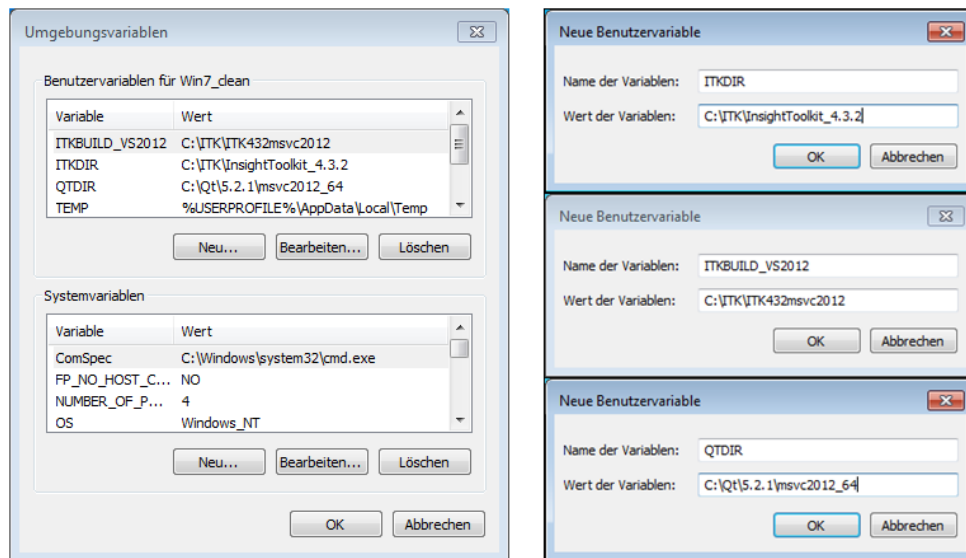 Umgebungsvariablen
Benutzervariablen für Win7_clean
Variable Wert
ITKBUILD_VS2012 C:\ITK\ITK432msvc2012
ITKDIR C:\ITK\InsightToolkit_4.3.2
QTDIR C:\Qt\5.2.1\msvc2012_64
TEMP %USERPROFILE%\AppData\Local\Temp
Neu... Bearbeiten... Löschen
Systemvariablen
Variable Wert
ComSpec C:\Windows\system32\cmd.exe
FP_NO_HOST_C... NO
NUMBER_OF_P... 4
OS Windows_NT
Neu... Bearbeiten... Löschen
OK Abbrechen
Neue Benutzervariable
Name der Variablen: ITKDIR
Wert der Variablen: C:\ITK\InsightToolkit_4.3.2
OK Abbrechen
Neue Benutzervariable
Name der Variablen: ITKBUILD_VS2012
Wert der Variablen: C:\ITK\ITK432msvc2012
OK Abbrechen
Neue Benutzervariable
Name der Variablen: QTDIR
Wert der Variablen: C:\Qt\5.2.1\msvc2012_64
OK Abbrechen